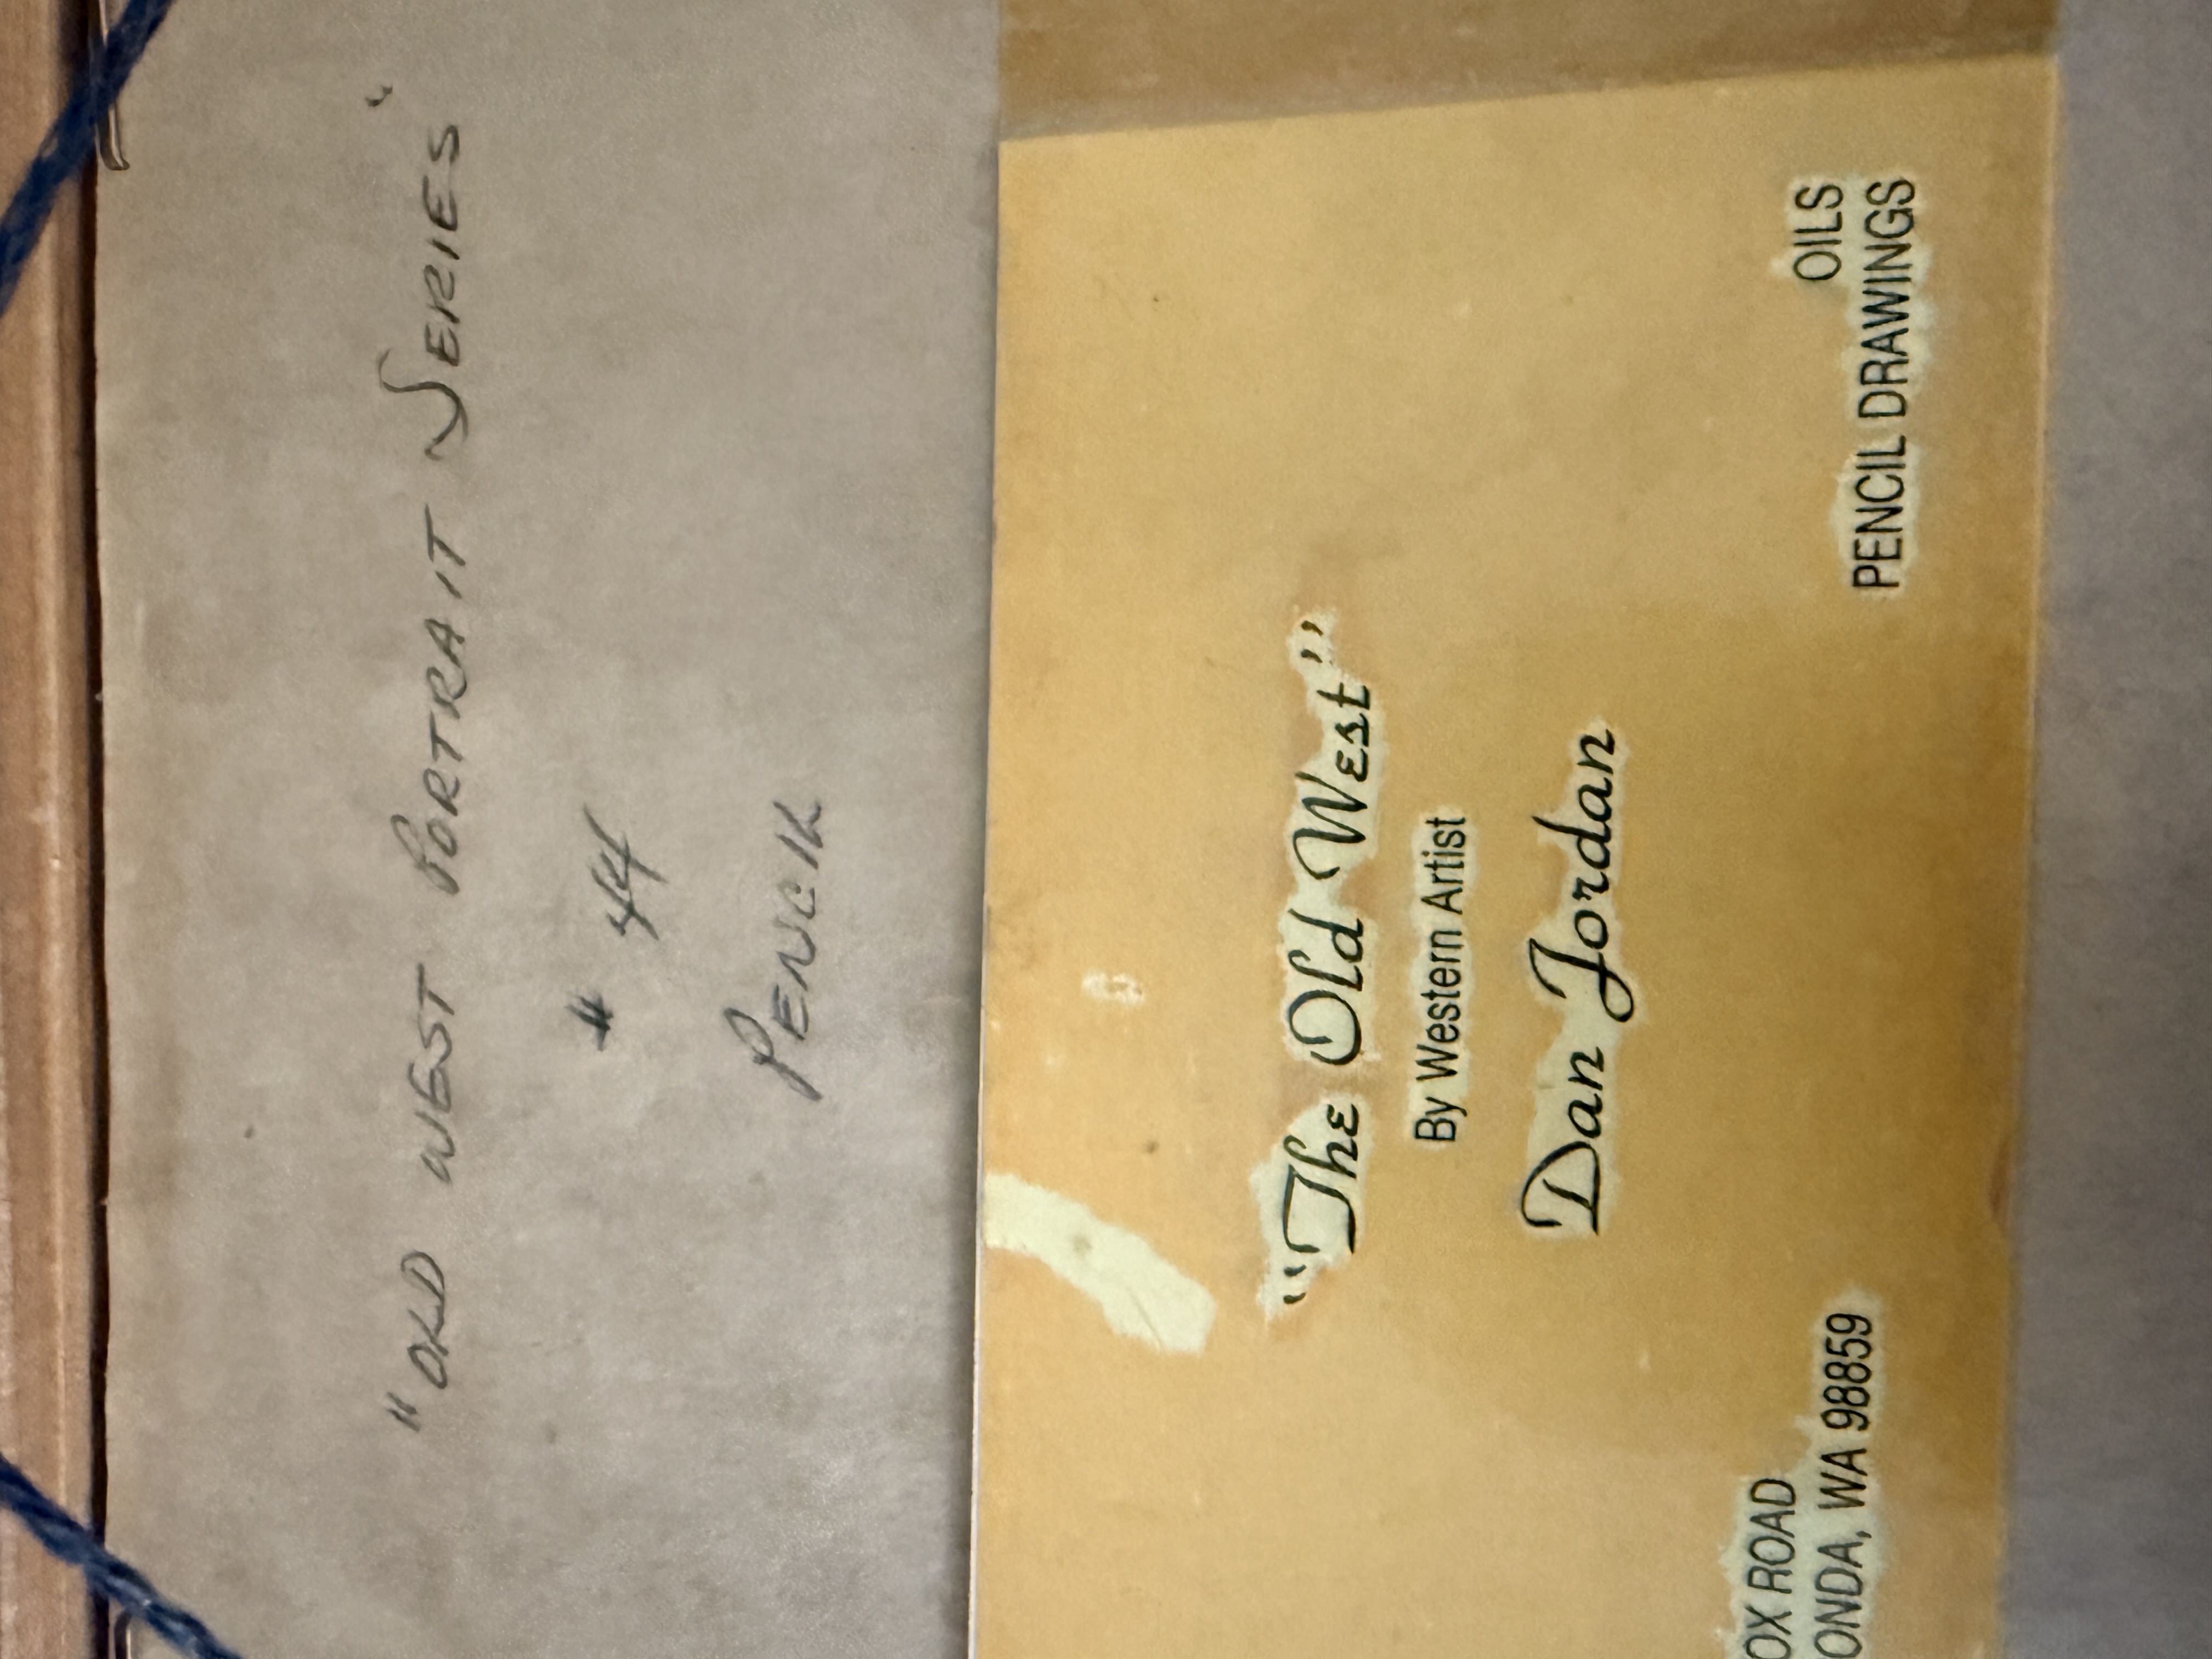 "OLD WEST PORTRAIT SERIES"
# 44
PENCIL
"The Old West"
By Western Artist
Dan Jordan
OX ROAD
ONDA, WA 98859
OILS
PENCIL DRAWINGS